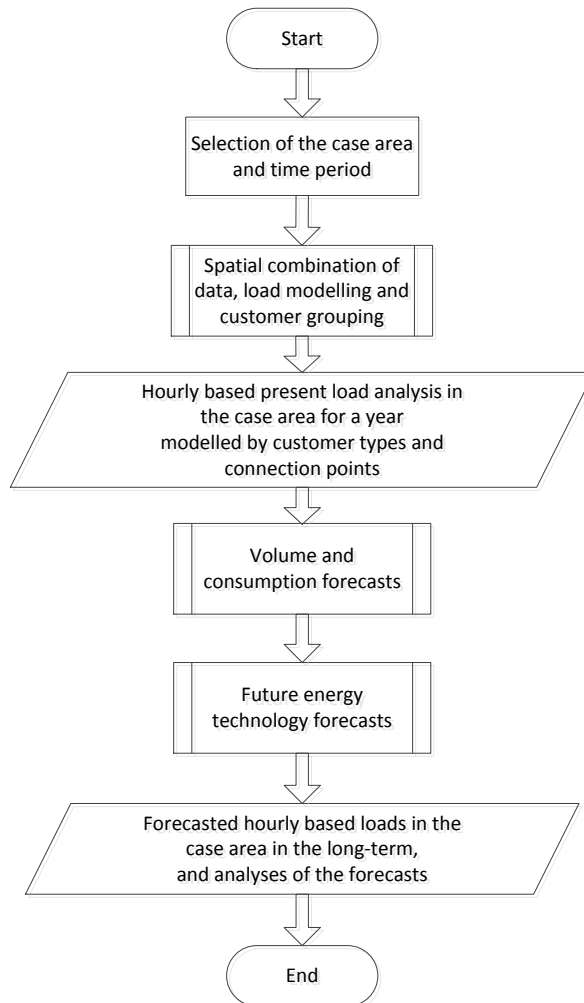 Start
Selection of the case area
and time period
Spatial combination of
data, load modelling and
customer grouping
Hourly based present load analysis in
the case area for a year
modelled by customer types and
connection points
Volume and
consumption forecasts
Future energy
technology forecasts
Forecasted hourly based loads in the
case area in the long-term,
and analyses of the forecasts
End